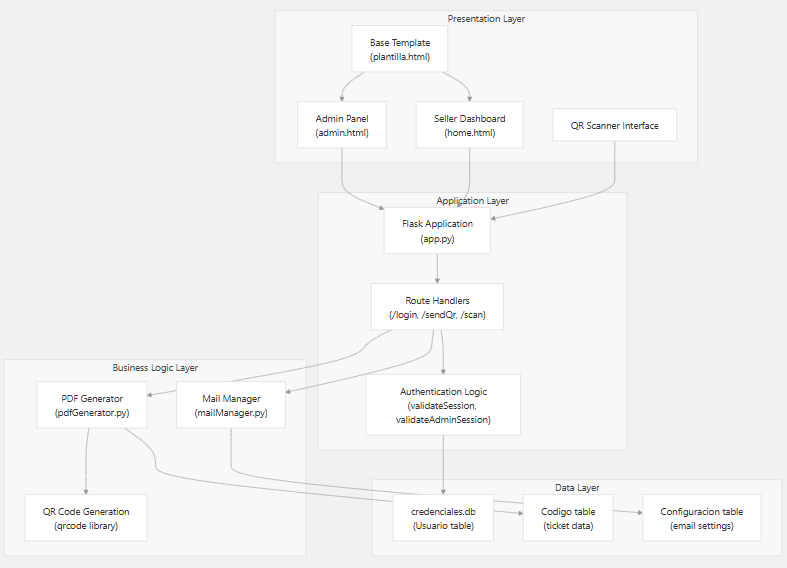 Presentation Layer
Base Template
(plantilla.html)
Admin Panel
(admin.html)
Seller Dashboard
(home.html)
QR Scanner Interface
Application Layer
Flask Application
(app.py)
Route Handlers
(/login, /sendQr, /scan)
Authentication Logic
(validateSession,
validateAdminSession)
Business Logic Layer
PDF Generator
(pdfGenerator.py)
Mail Manager
(mailManager.py)
QR Code Generation
(qrcode library)
Data Layer
credenciales.db
(Usuario table)
Codigo table
(ticket data)
Configuracion table
(email settings)